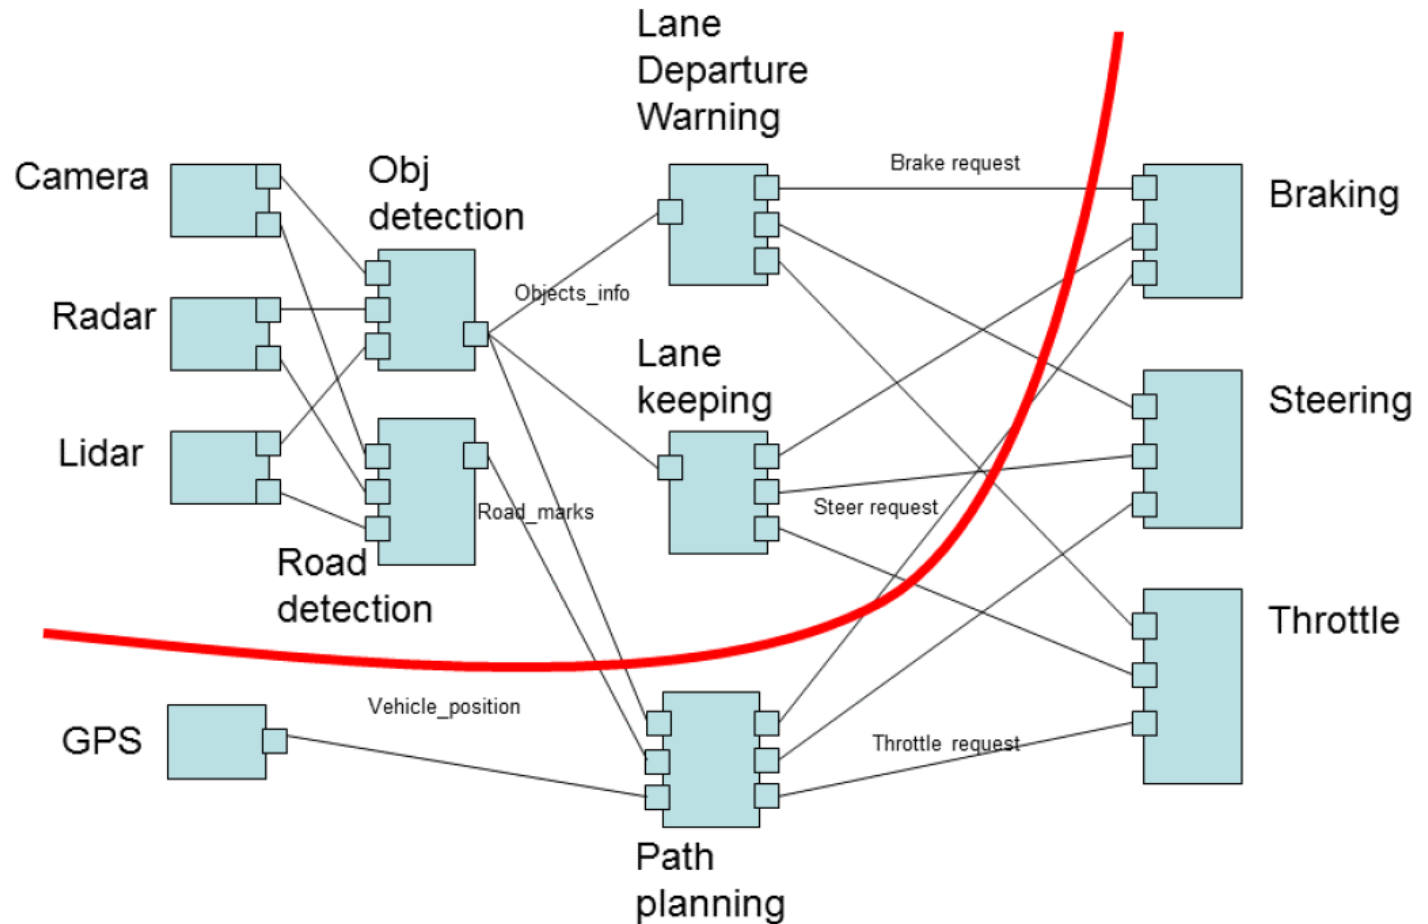 Lane
Departure
Warning
Camera
Obj
detection
Brake request
Braking
Radar
Objects_info
Lane
keeping
Steering
Lidar
Road_marks
Steer request
Road
detection
Throttle
Vehicle_position
GPS
Throttle request
Path
planning